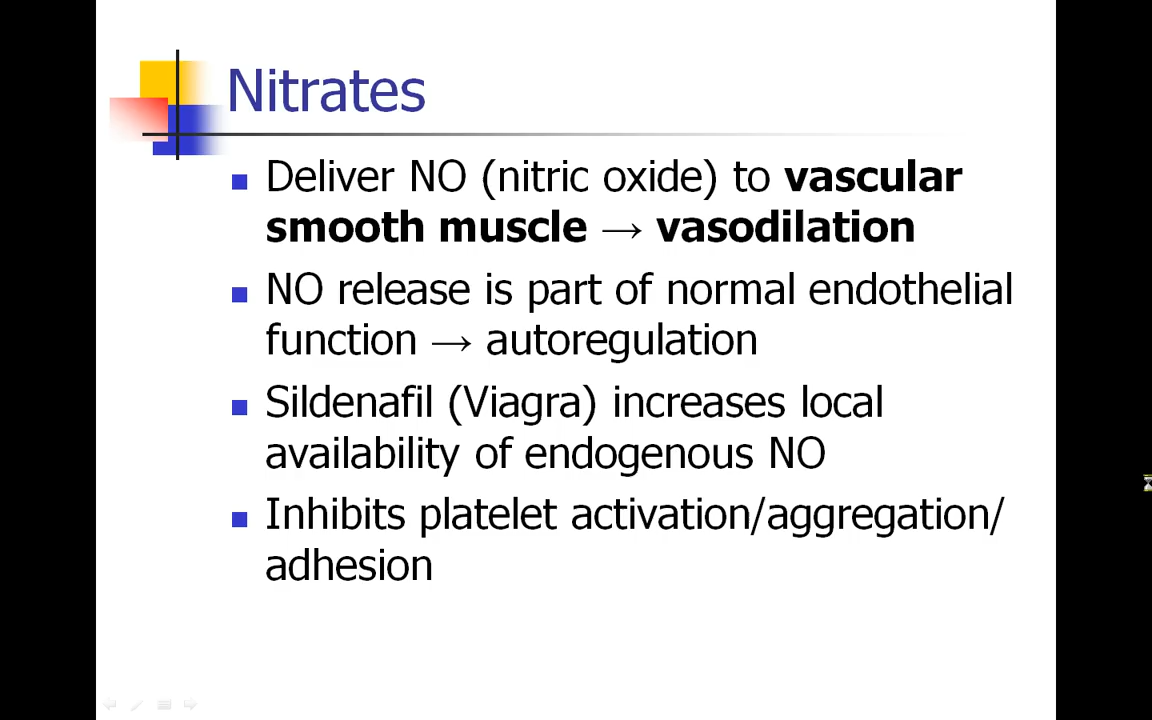 Nitrates
Deliver NO (nitric oxide) to vascular
smooth muscle → vasodilation
NO release is part of normal endothelial
function → autoregulation
Sildenafil (Viagra) increases local
availability of endogenous NO
Inhibits platelet activation/aggregation/
adhesion